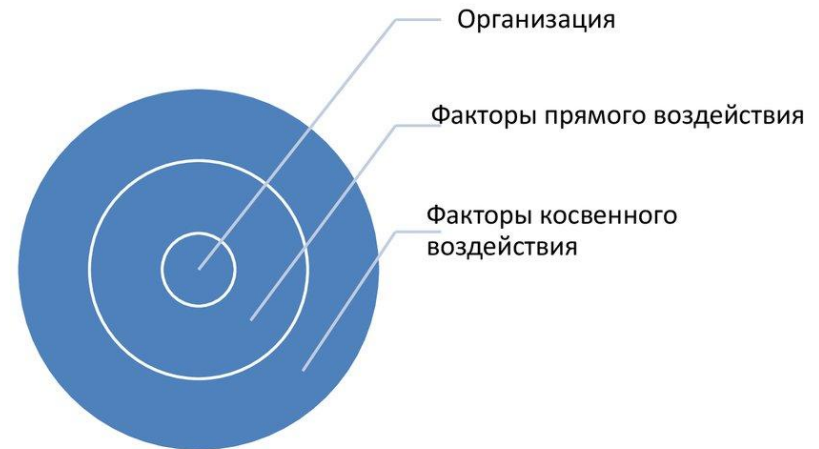 Организация
Факторы прямого воздействия
Факторы косвенного
воздействия